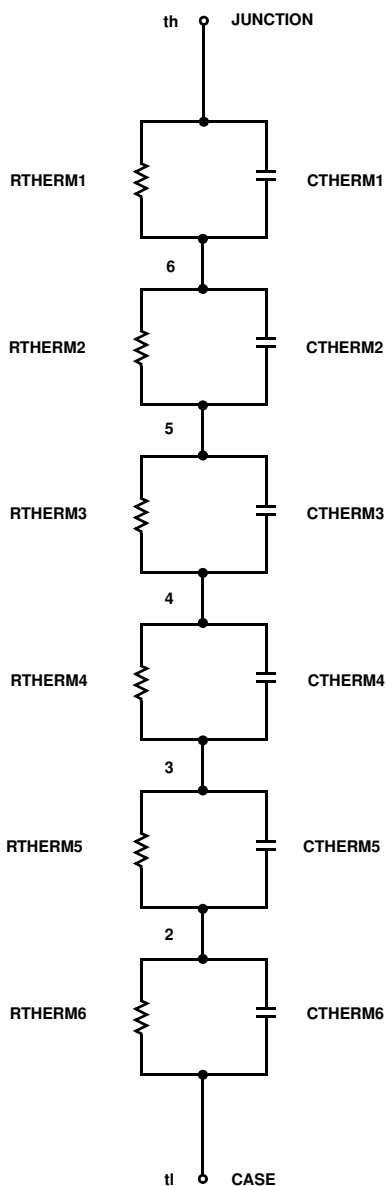 th JUNCTION
RTHERM1 CTHERM1
6
RTHERM2 CTHERM2
5
RTHERM3 CTHERM3
4
RTHERM4 CTHERM4
3
RTHERM5 CTHERM5
2
RTHERM6 CTHERM6
tl CASE